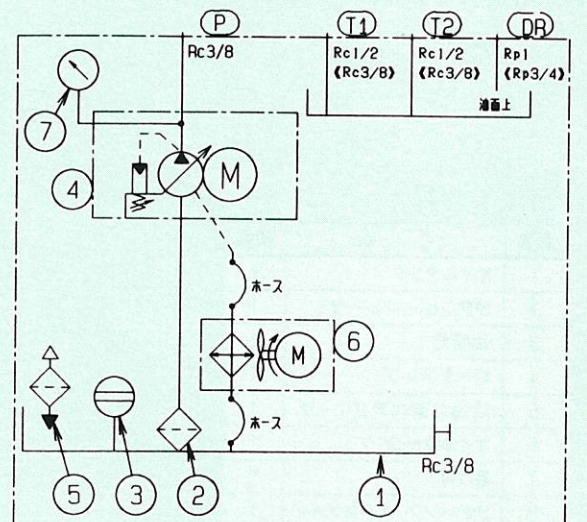 P
T1
T2
DR
Rc3/8
Rc1/2
《Rc3/8》
Rc1/2
《Rc3/8》
Rp1
《Rp3/4》
油面上
7
4
M
ホース
6
M
ホース
Rc3/8
5
3
2
1